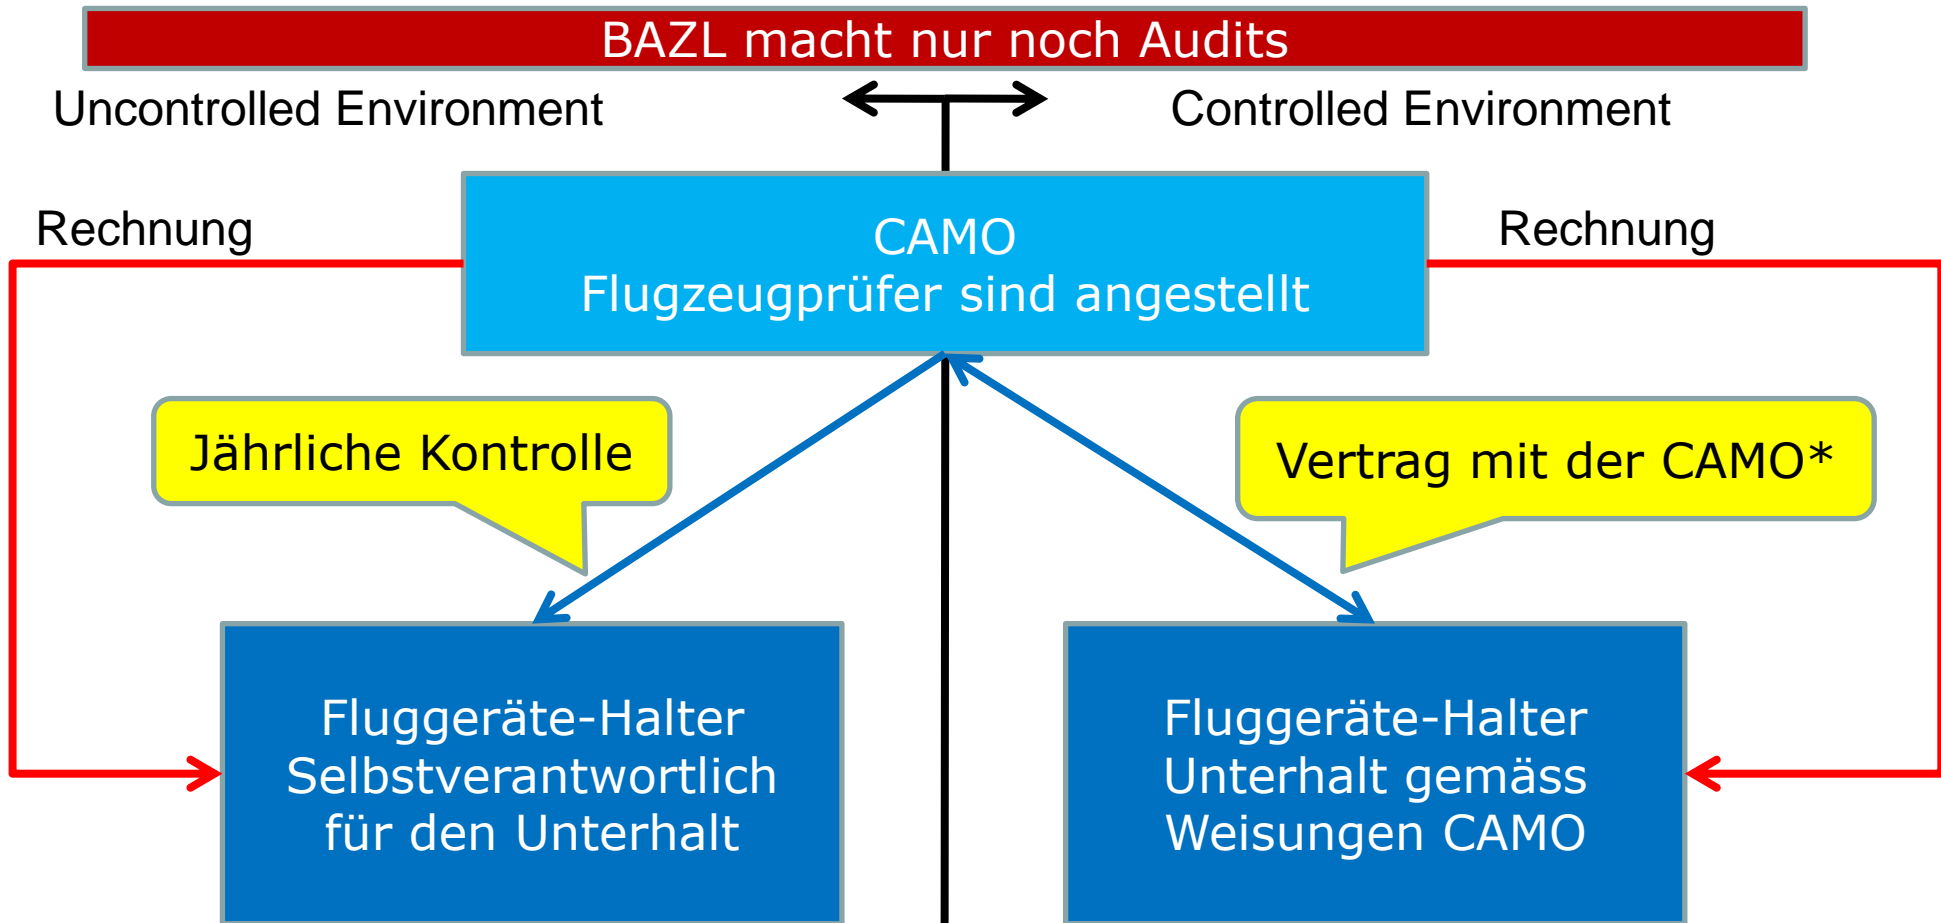 BAZL macht nur noch Audits
Uncontrolled Environment
Controlled Environment
Rechnung
CAMO
Flugzeugprüfer sind angestellt
Rechnung
Jährliche Kontrolle
Vertrag mit der CAMO*
Fluggeräte-Halter
Selbstverantwortlich
für den Unterhalt
Fluggeräte-Halter
Unterhalt gemäss
Weisungen CAMO